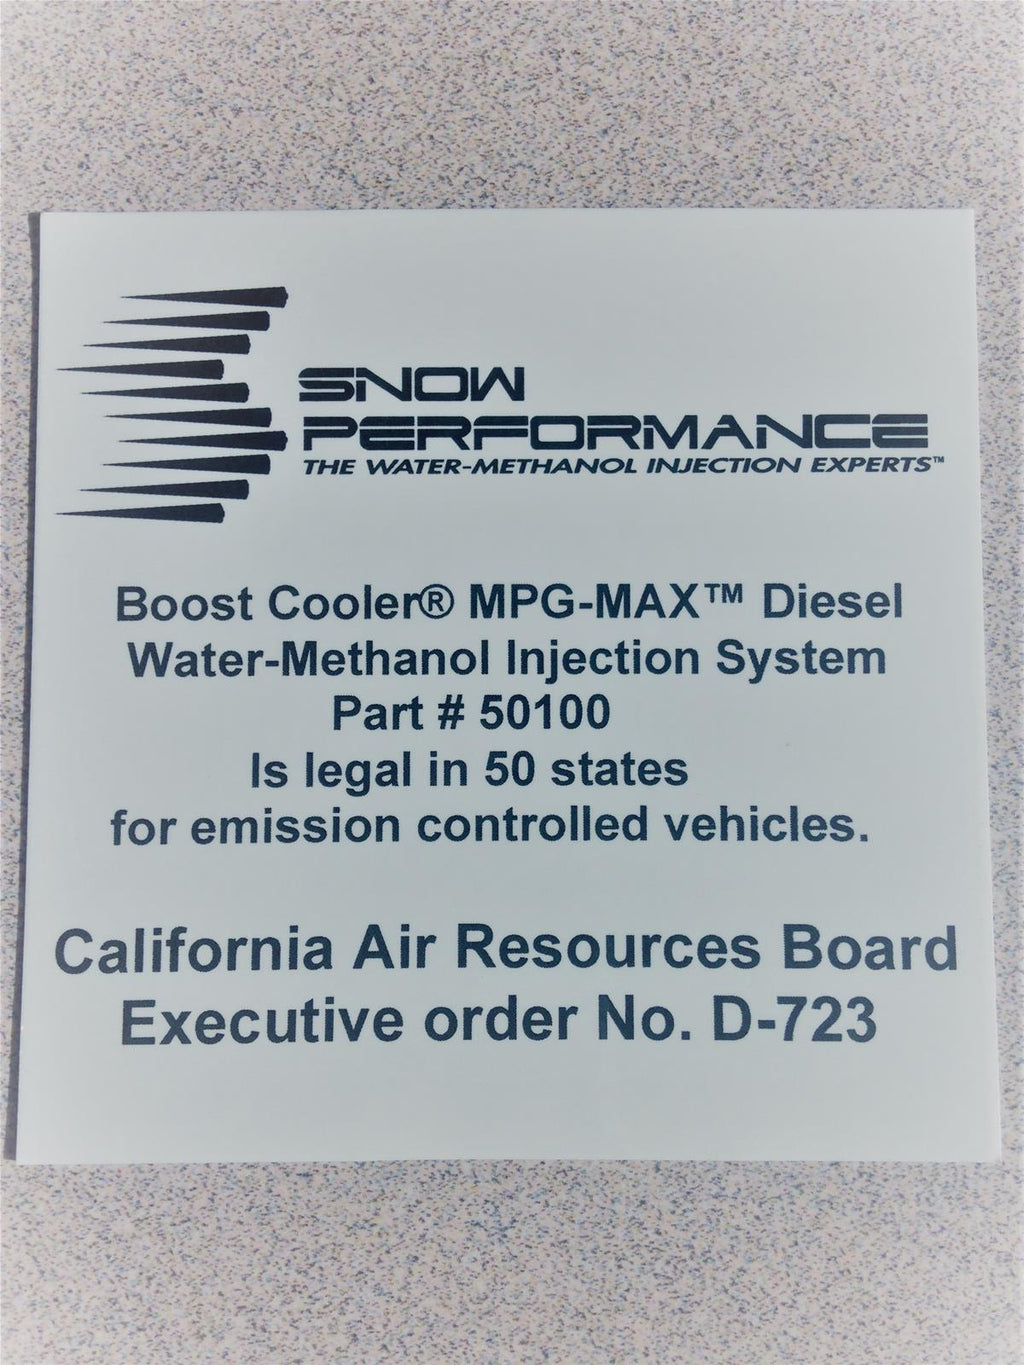 SNOW
PERFORMANCE
THE WATER-METHANOL INJECTION EXPERTS™
Boost Cooler® MPG-MAX™ Diesel
Water-Methanol Injection System
Part # 50100
Is legal in 50 states
for emission controlled vehicles.
California Air Resources Board
Executive order No. D-723